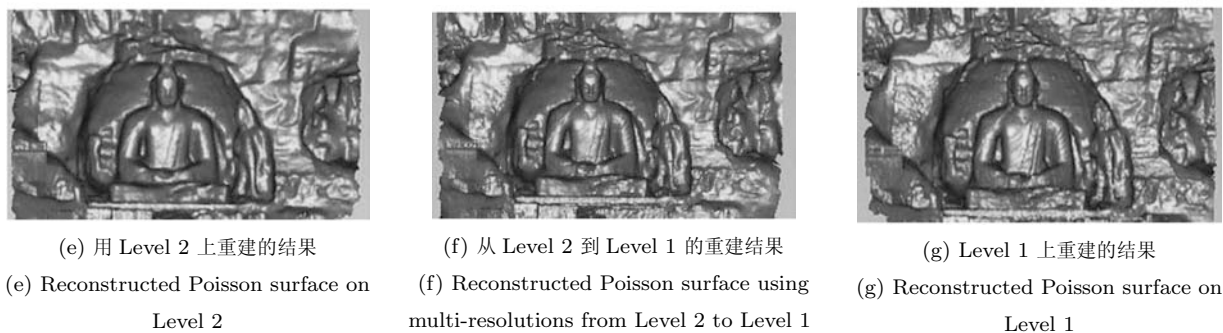 (e) 用 Level 2 上重建的结果
(e) Reconstructed Poisson surface on
Level 2
(f) 从 Level 2 到 Level 1 的重建结果
(f) Reconstructed Poisson surface using
multi-resolutions from Level 2 to Level 1
(g) Level 1 上重建的结果
(g) Reconstructed Poisson surface on
Level 1